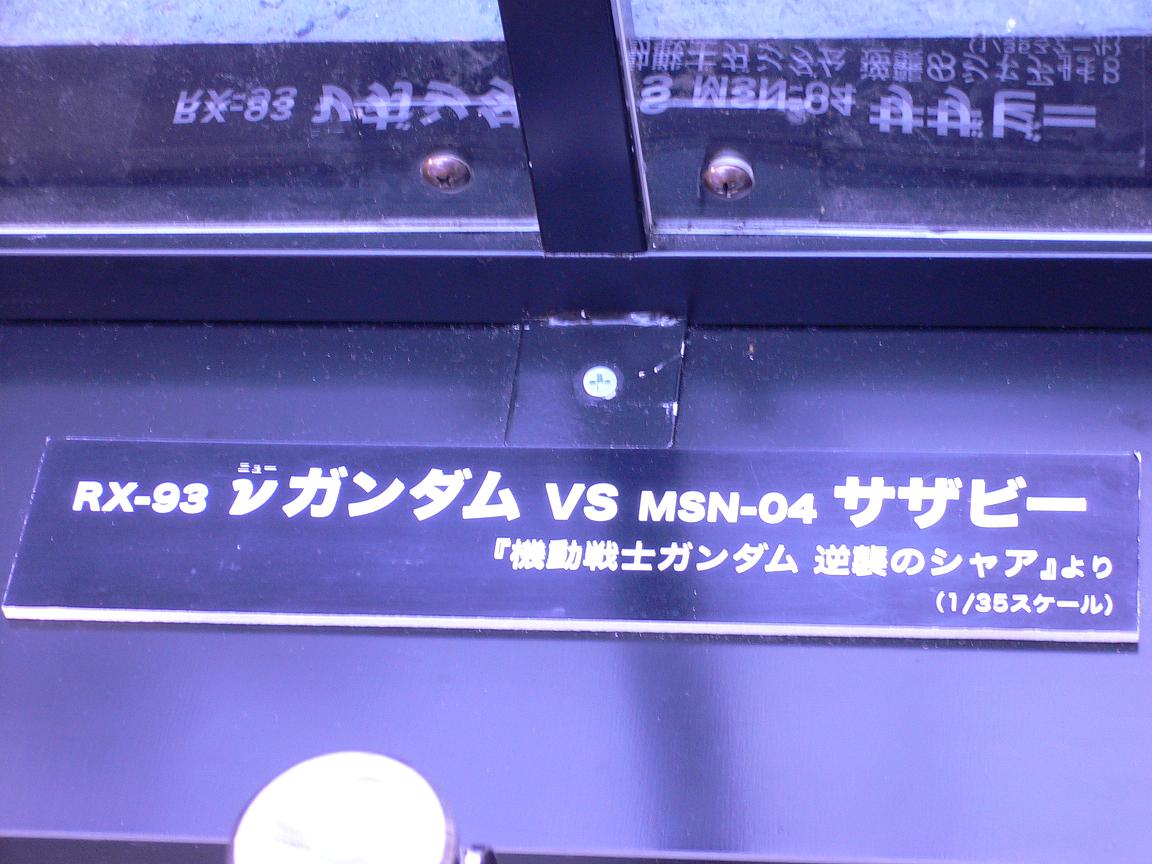 ニュー
RX-93 νガンダム VS MSN-04 サザビー
『機動戦士ガンダム 逆襲のシャア』より
(1/35スケール)